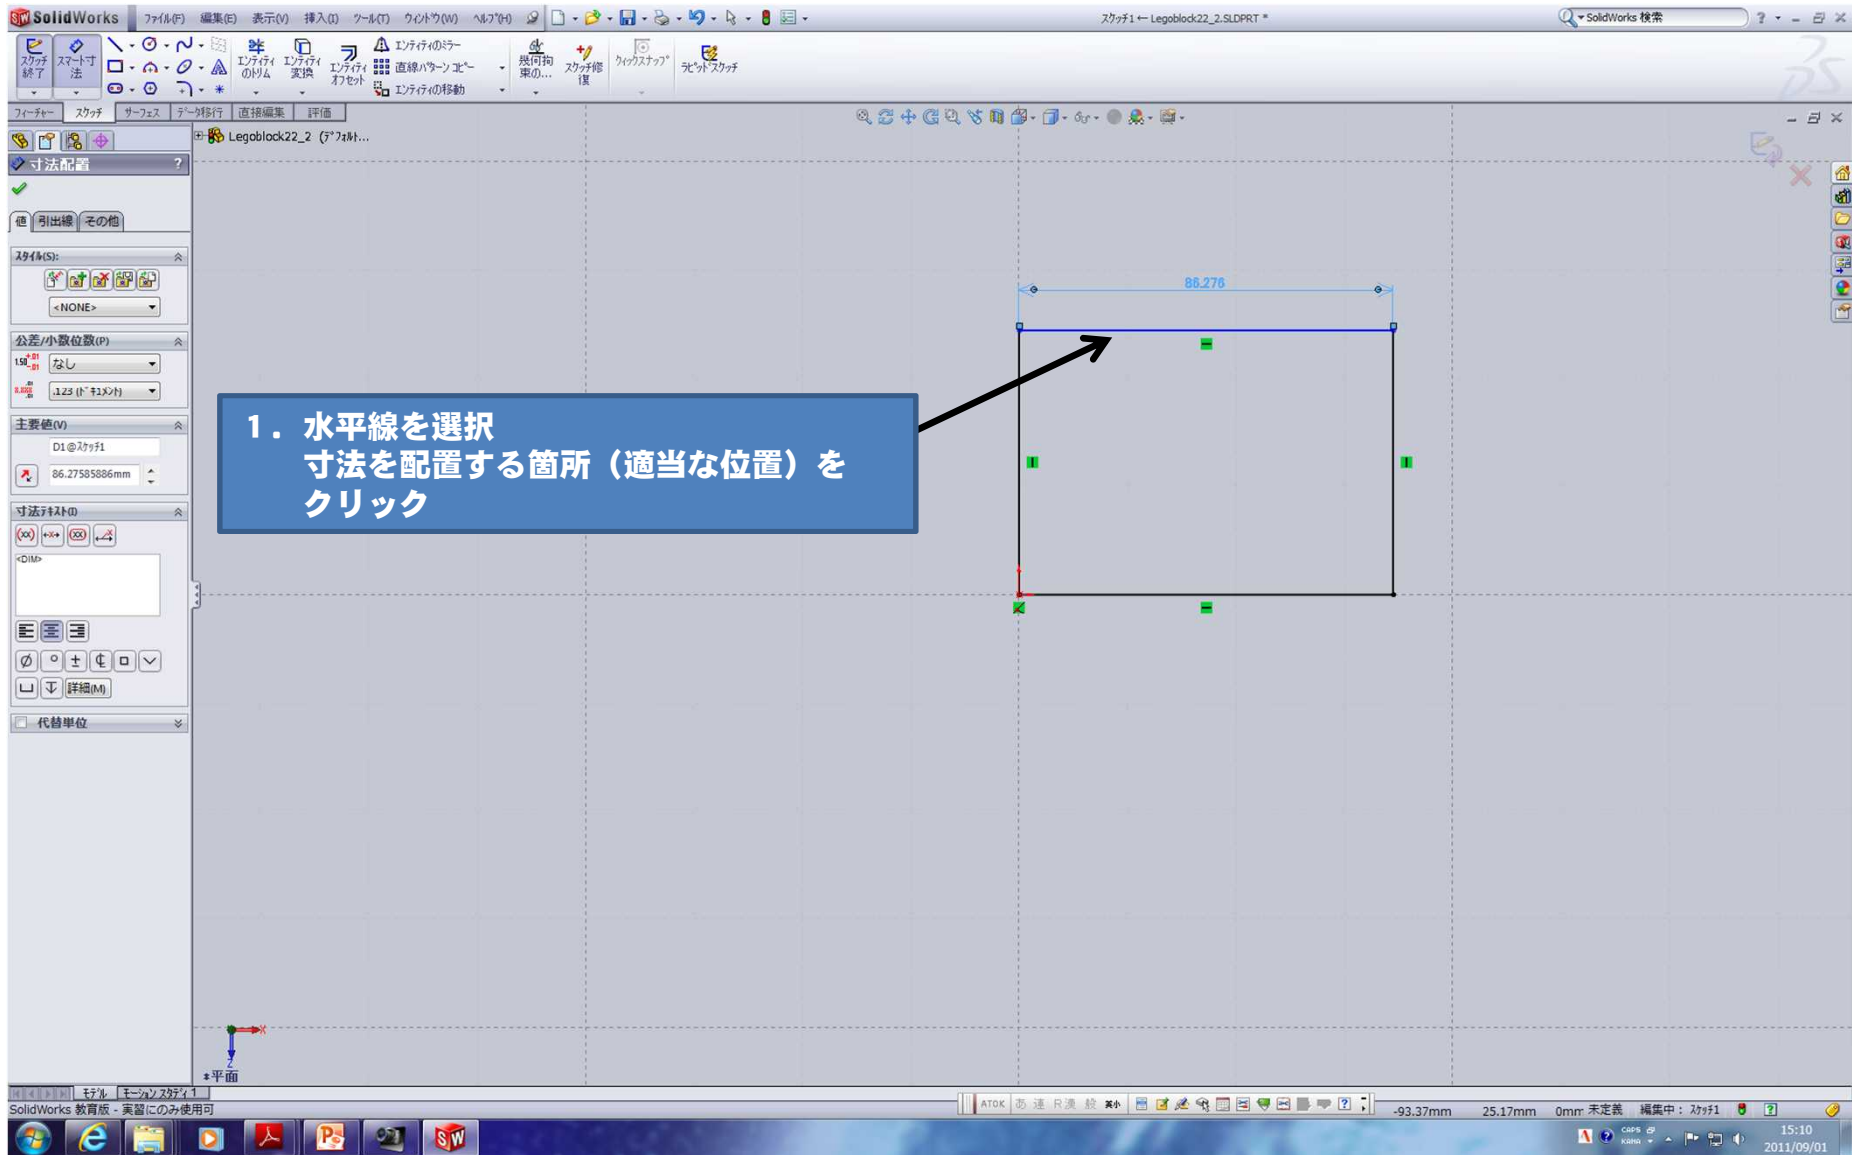 SolidWorks ファイル(F) 編集(E) 表示(V) 挿入(I) ツール(T) ウィンドウ(W) ヘルプ(H) スケッチ1 ← Legoblock22_2.SLDPRT * SolidWorks 検索
スケッチ終了
スマート寸法
エンティティのトリム
エンティティ変換
エンティティオフセット
エンティティのミラー
直線パターン コピー
エンティティの移動
幾何拘束の...
スケッチ修復
クイックスナップ
ラピッドスケッチ
フィーチャー スケッチ サーフェス データ移行 直接編集 評価
Legoblock22_2 (デフォルト...
寸法配置 ?
値 引出線 その他
スタイル(S):
<NONE>
公差/小数位数(P)
なし
.123 (ドキュメント)
主要値(V)
D1@スケッチ1
86.27585886mm
寸法テキスト(I)
<DIM>
詳細(M)
代替単位
86.276
１．水平線を選択
寸法を配置する箇所（適当な位置）を
クリック
X
Z
*平面
モデル モーション スタディ 1
SolidWorks 教育版 - 実習にのみ使用可
ATOK あ 連 R漢 般 英小
-93.37mm 25.17mm 0mm 未定義 編集中： スケッチ1
CAPS
KANA
15:10
2011/09/01